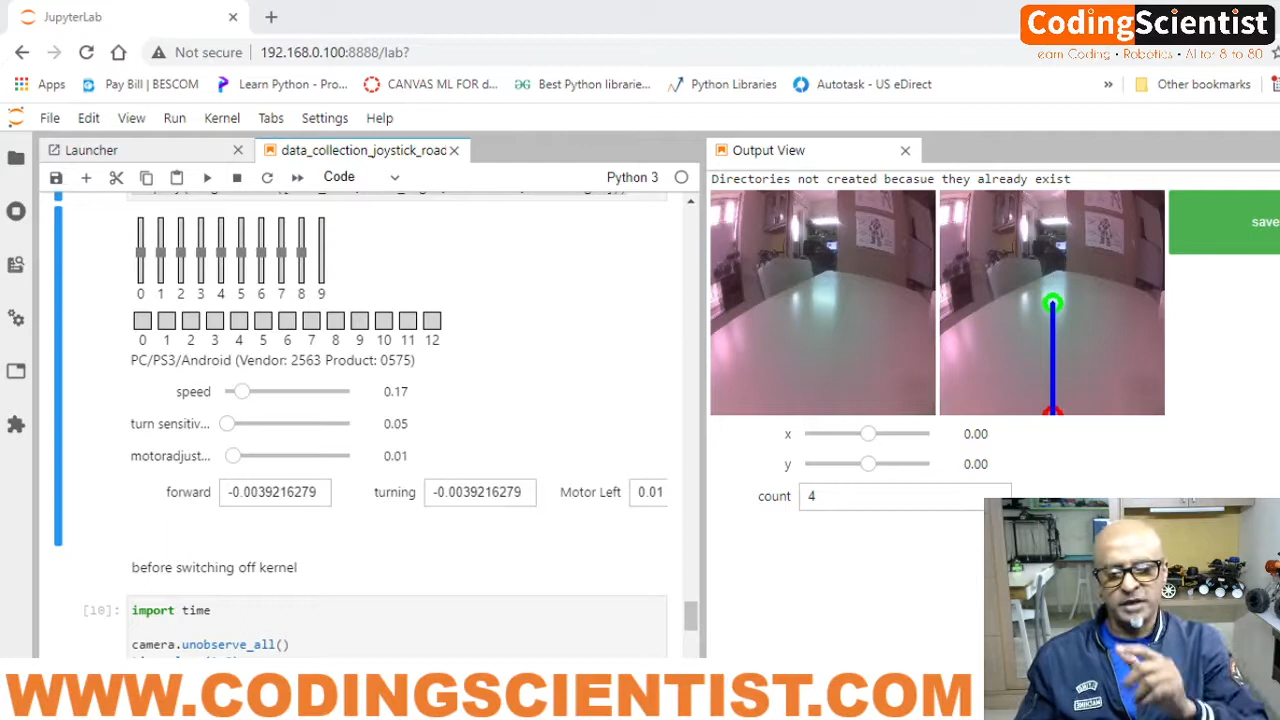 JupyterLab
CodingScientist
earn Coding • Robotics • AI for 8 to 80
Not secure
192.168.0.100:8888/lab?
Apps
Pay Bill | BESCOM
Learn Python - Pro...
CANVAS ML FOR d...
Best Python librarie...
Python Libraries
Autotask - US eDirect
»
Other bookmarks
File Edit View Run Kernel Tabs Settings Help
Launcher
data_collection_joystick_road
Output View
Code
Python 3
Directories not created becasue they already exist
save
0 1 2 3 4 5 6 7 8 9
0 1 2 3 4 5 6 7 8 9 10 11 12
PC/PS3/Android (Vendor: 2563 Product: 0575)
speed 0.17
turn sensitiv... 0.05
motoradjust... 0.01
forward -0.0039216279 turning -0.0039216279 Motor Left 0.01
x 0.00
y 0.00
count 4
before switching off kernel
[10]: import time
camera.unobserve_all()
WWW.CODINGSCIENTIST.COM